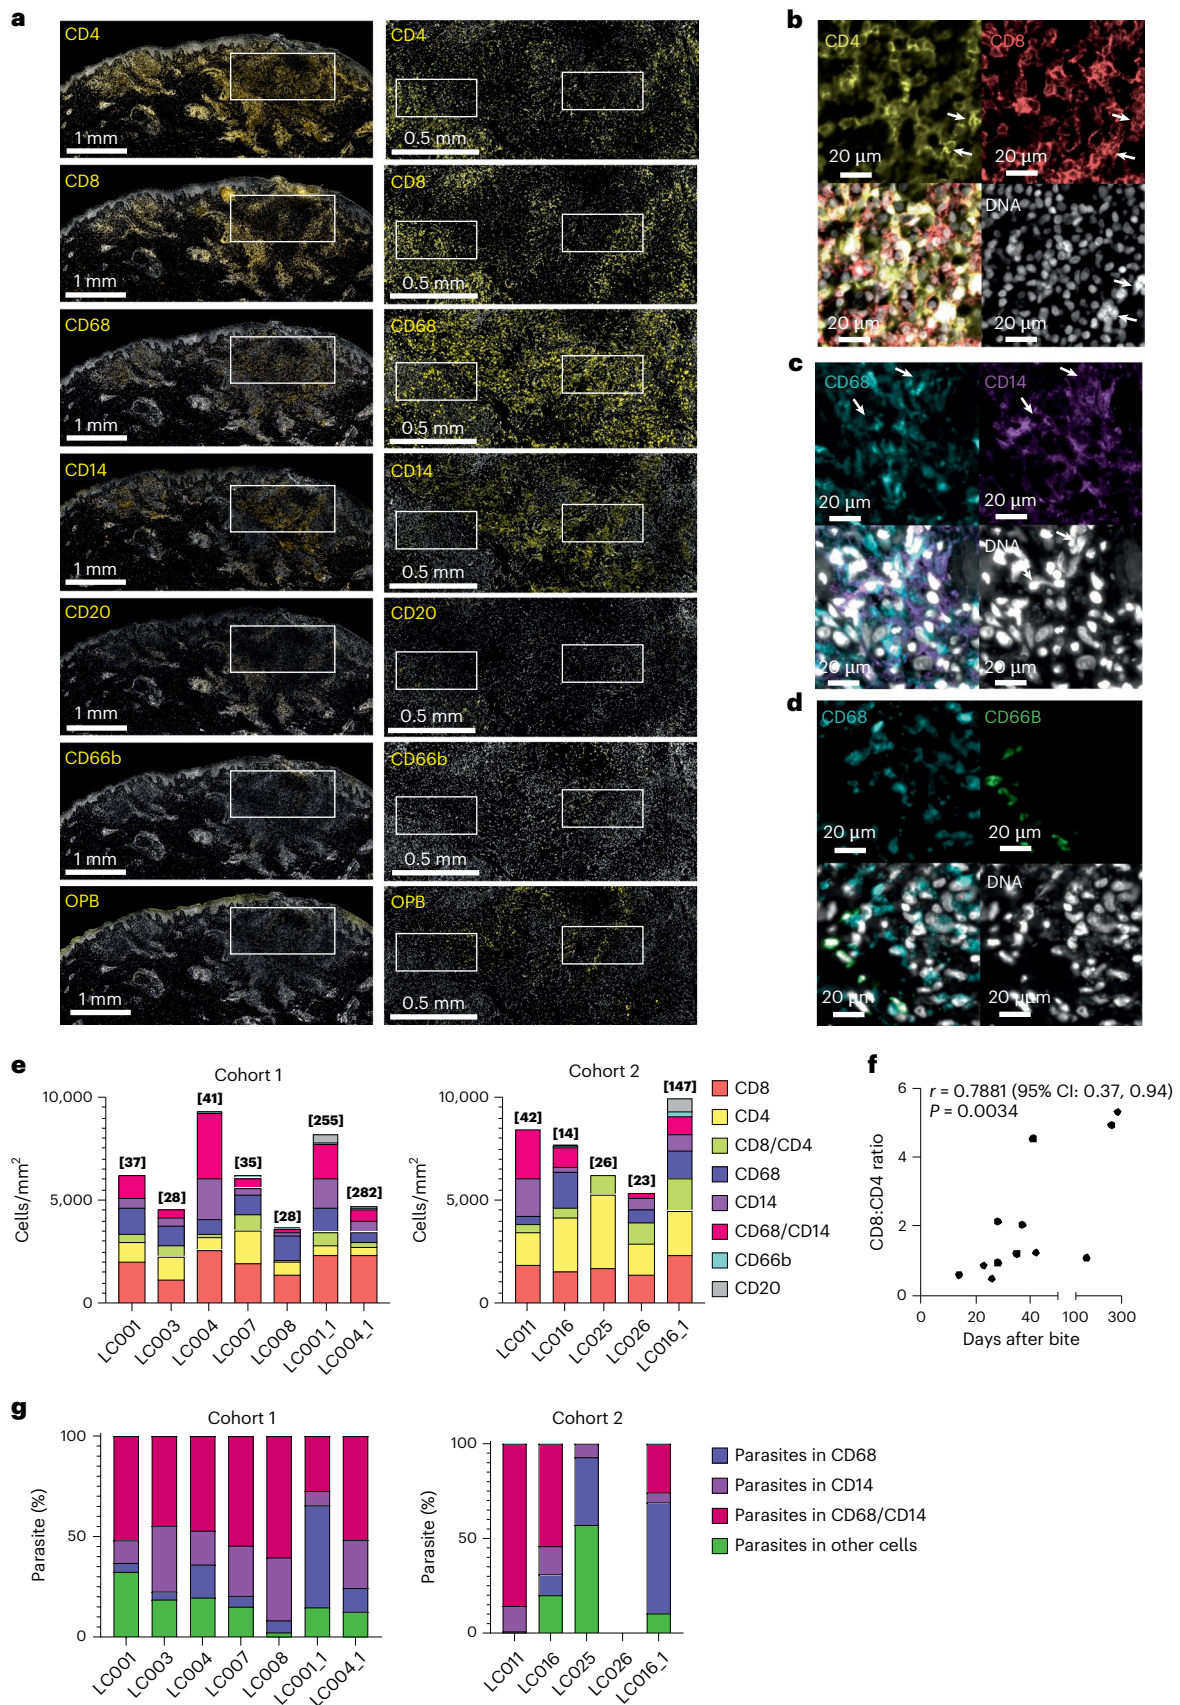 a
CD4
1 mm
CD4
0.5 mm
CD8
1 mm
CD8
0.5 mm
CD68
1 mm
CD68
0.5 mm
CD14
1 mm
CD14
0.5 mm
CD20
1 mm
CD20
0.5 mm
CD66b
1 mm
CD66b
0.5 mm
OPB
1 mm
OPB
0.5 mm
b
CD4
20 µm
CD8
20 µm
20 µm
DNA
20 µm
c
CD68
20 µm
CD14
20 µm
20 µm
DNA
20 µm
d
CD68
20 µm
CD66B
20 µm
20 µm
DNA
20 µm
e
Cohort 1
Cells/mm²
10,000
5,000
0
[37]
[28]
[41]
[35]
[28]
[255]
[282]
LC001
LC003
LC004
LC007
LC008
LC001_1
LC004_1
Cohort 2
Cells/mm²
10,000
5,000
0
[42]
[14]
[26]
[23]
[147]
LC011
LC016
LC025
LC026
LC016_1
CD8
CD4
CD8/CD4
CD68
CD14
CD68/CD14
CD66b
CD20
f
r = 0.7881 (95% CI: 0.37, 0.94)
P = 0.0034
CD8:CD4 ratio
6
4
2
0
0
20
40
100
300
Days after bite
g
Cohort 1
Parasite (%)
100
50
0
LC001
LC003
LC004
LC007
LC008
LC001_1
LC004_1
Cohort 2
Parasite (%)
100
50
0
LC011
LC016
LC025
LC026
LC016_1
Parasites in CD68
Parasites in CD14
Parasites in CD68/CD14
Parasites in other cells